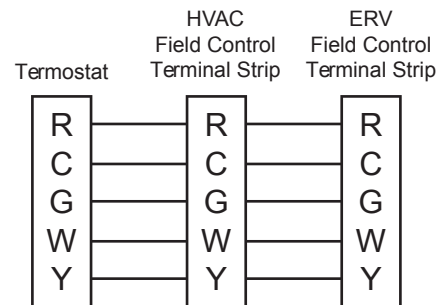 HVAC
Field Control
Terminal Strip
ERV
Field Control
Terminal Strip
Termostat
R
C
G
W
Y
R
C
G
W
Y
R
C
G
W
Y